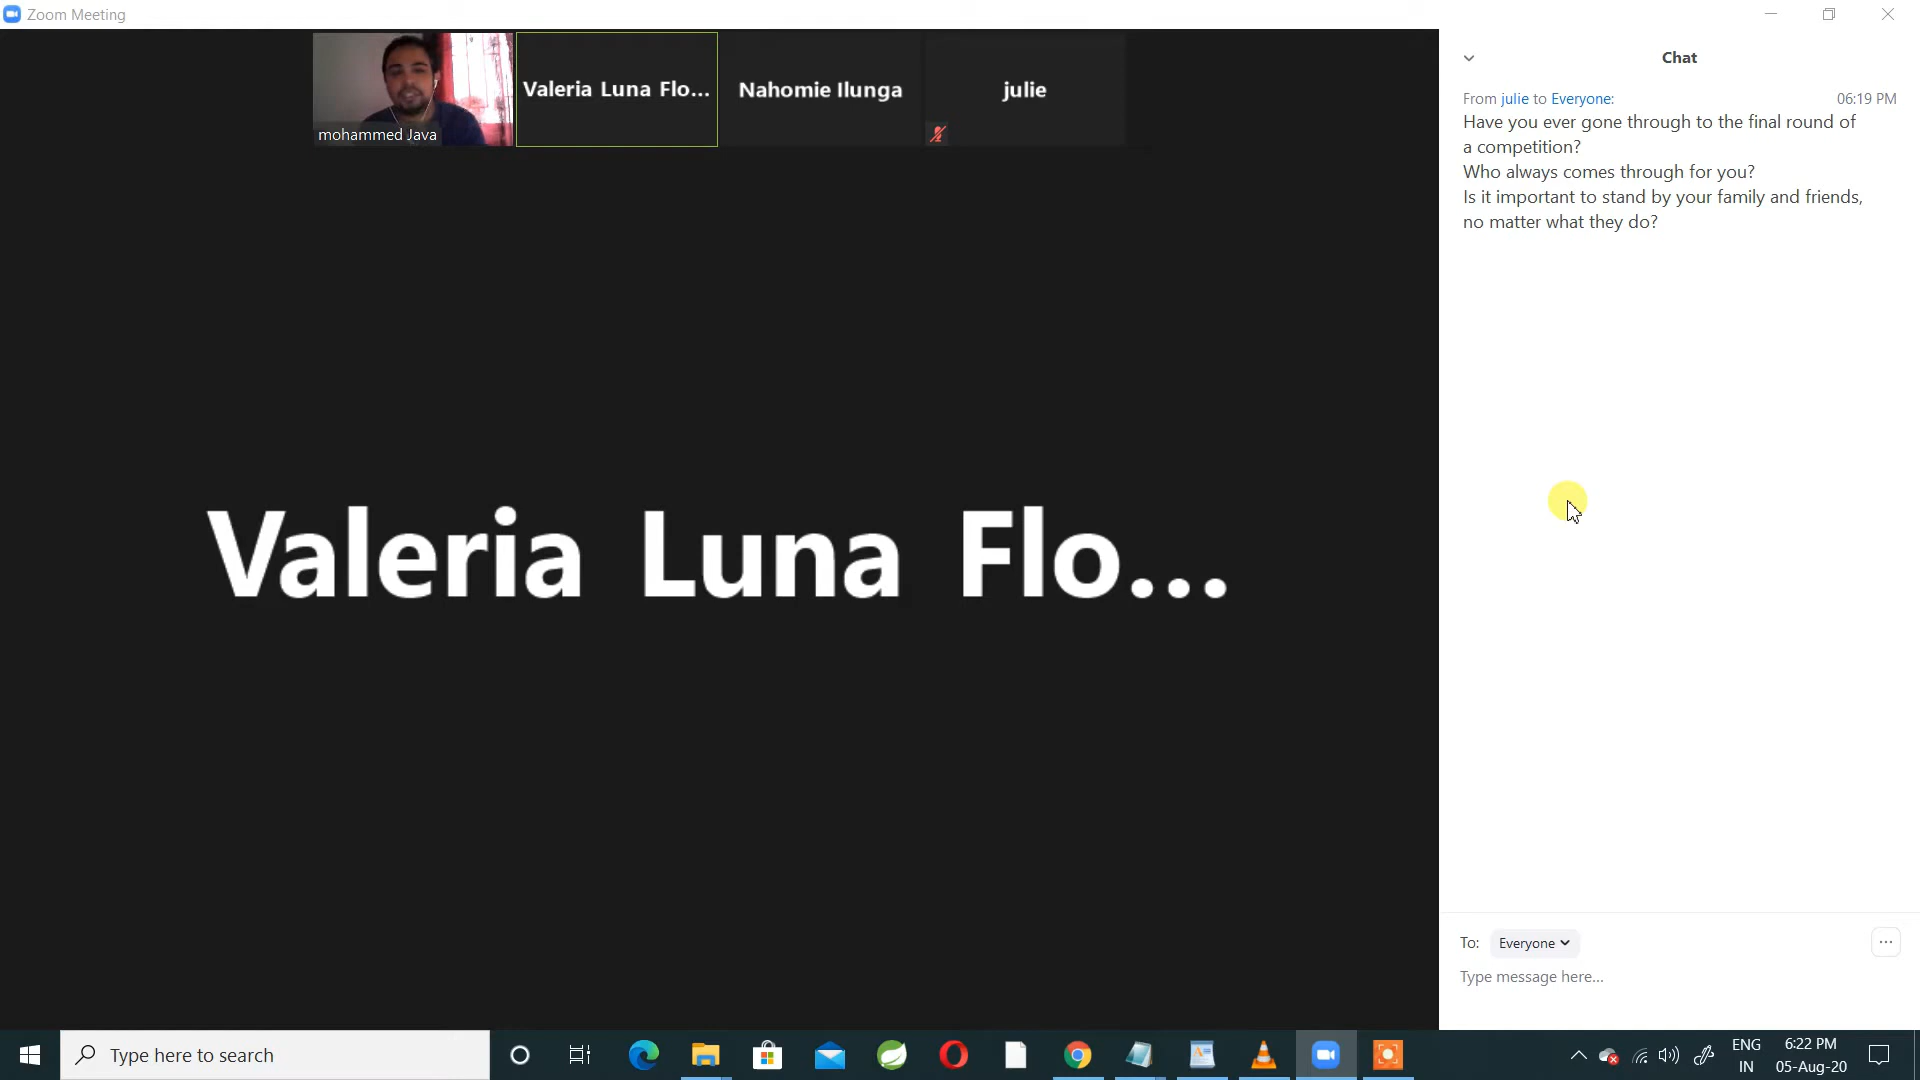 Zoom Meeting
mohammed Java
Valeria Luna Flo...
Nahomie Ilunga
julie
Valeria Luna Flo...
Chat
From julie to Everyone: 06:19 PM
Have you ever gone through to the final round of
a competition?
Who always comes through for you?
Is it important to stand by your family and friends,
no matter what they do?
To: Everyone
Type message here...
Type here to search
ENG
IN
6:22 PM
05-Aug-20